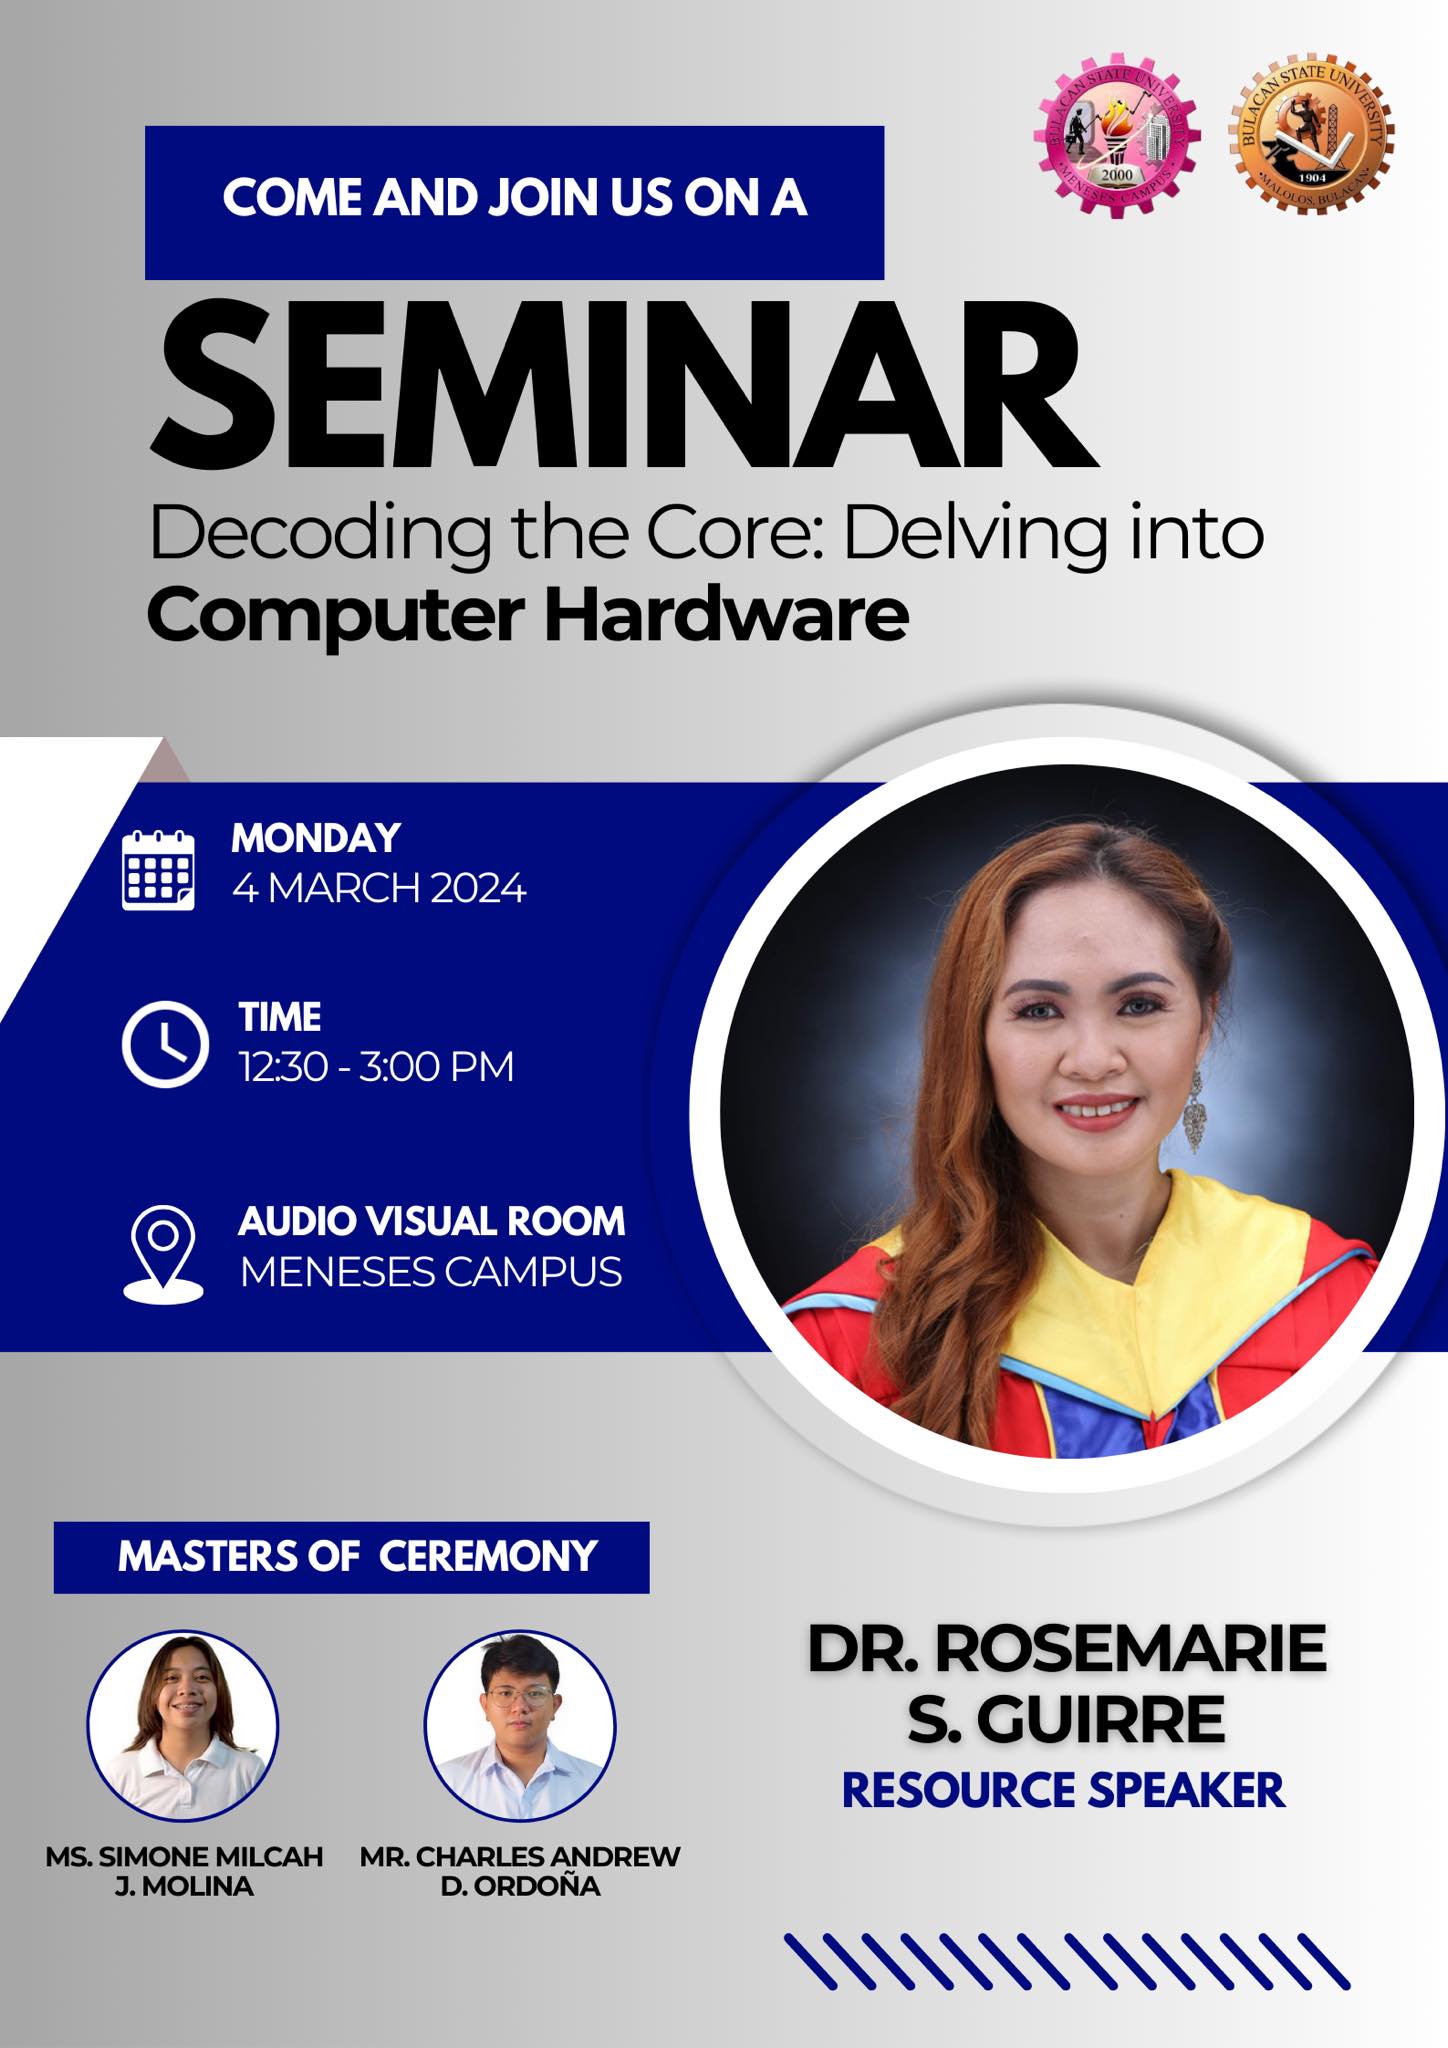 BULACAN STATE UNIVERSITY
2000
MENESES CAMPUS
BULACAN STATE UNIVERSITY
1904
MALOLOS, BULACAN
COME AND JOIN US ON A
SEMINAR
Decoding the Core: Delving into
Computer Hardware
MONDAY
4 MARCH 2024
TIME
12:30 - 3:00 PM
AUDIO VISUAL ROOM
MENESES CAMPUS
MASTERS OF CEREMONY
MS. SIMONE MILCAH
J. MOLINA
MR. CHARLES ANDREW
D. ORDOÑA
DR. ROSEMARIE
S. GUIRRE
RESOURCE SPEAKER